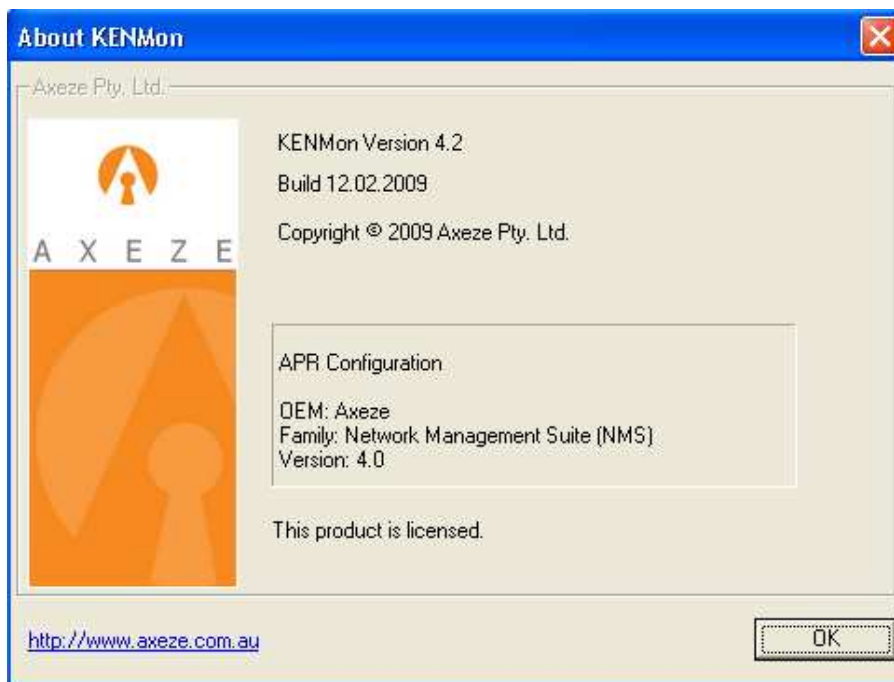 About KENMon
Axeze Pty. Ltd.
AXEZE
KENMon Version 4.2
Build 12.02.2009
Copyright © 2009 Axeze Pty. Ltd.
APR Configuration
OEM: Axeze
Family: Network Management Suite (NMS)
Version: 4.0
This product is licensed.
http://www.axeze.com.au
OK